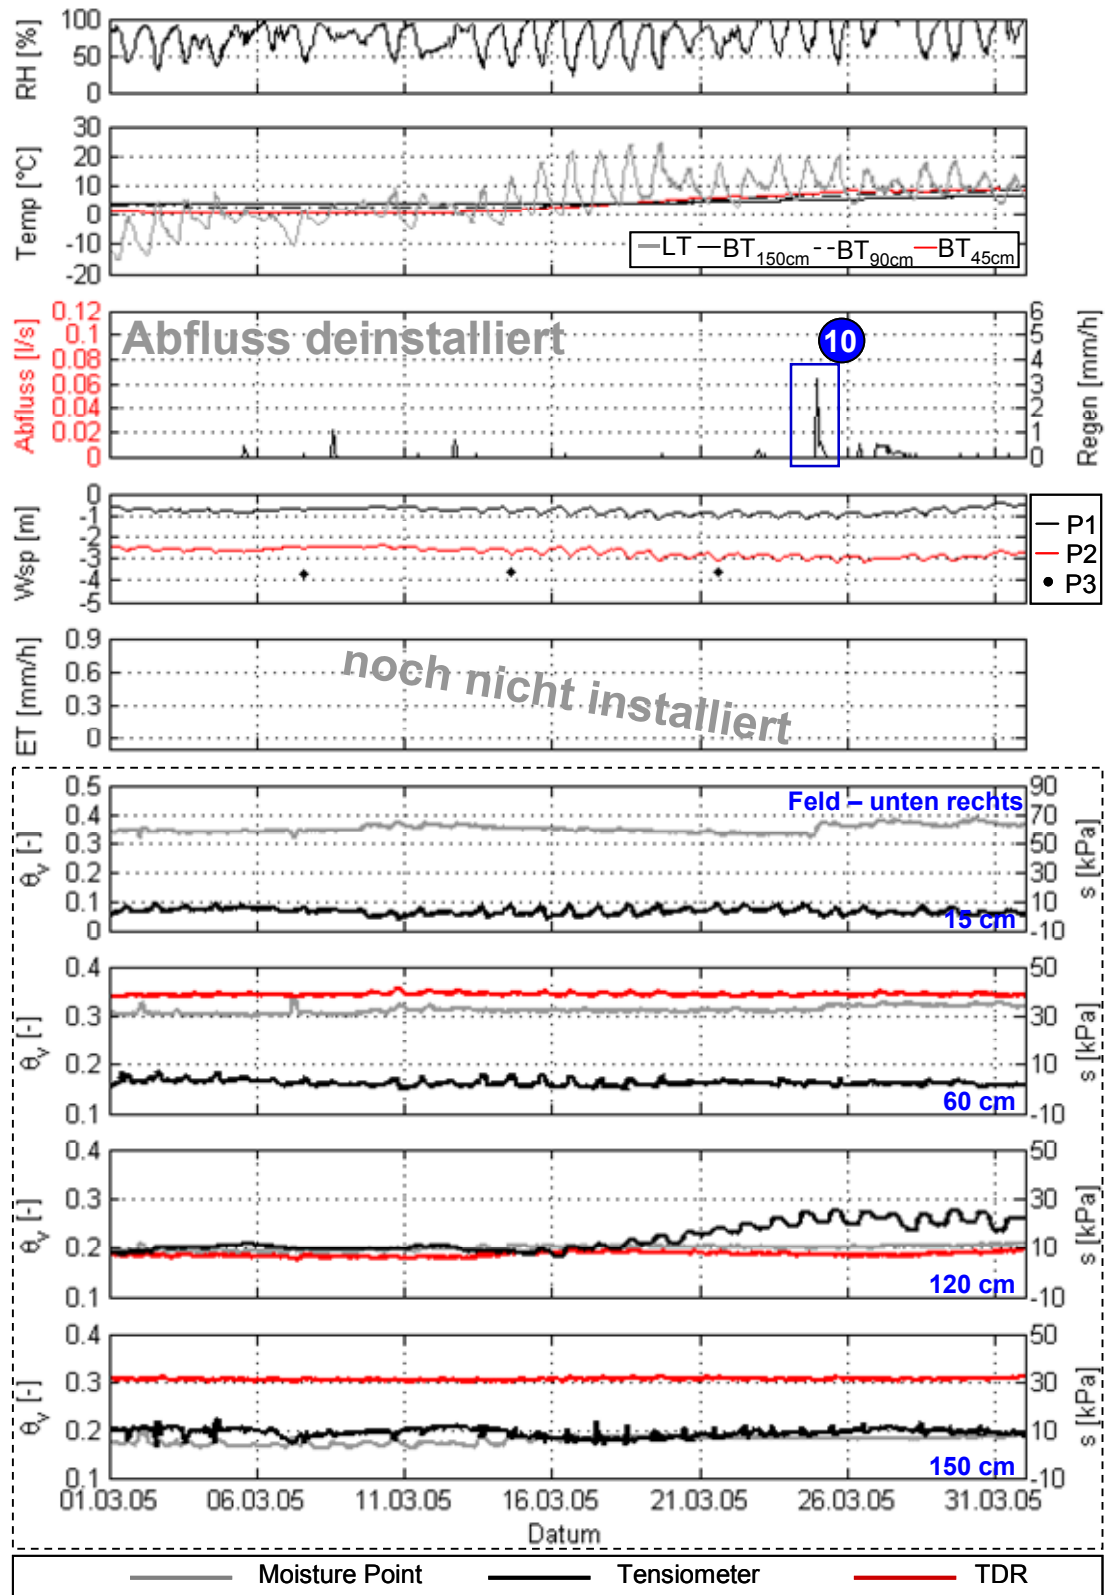 RH [%]
100
50
0
Temp [°C]
30
20
10
0
-10
-20
LT BT150cm BT90cm BT45cm
Abfluss [l/s]
0.12
0.1
0.08
0.06
0.04
0.02
0
Abfluss deinstalliert
10
6
5
4
3
2
1
0
Regen [mm/h]
Wsp [m]
0
-1
-2
-3
-4
-5
P1
P2
P3
ET [mm/h]
0.9
0.6
0.3
0
noch nicht installiert
θv [-]
0.5
0.4
0.3
0.2
0.1
0
Feld – unten rechts
15 cm
90
70
50
30
10
-10
s [kPa]
θv [-]
0.4
0.3
0.2
0.1
60 cm
50
30
10
-10
s [kPa]
θv [-]
0.4
0.3
0.2
0.1
120 cm
50
30
10
-10
s [kPa]
θv [-]
0.4
0.3
0.2
0.1
150 cm
50
30
10
-10
s [kPa]
01.03.05 06.03.05 11.03.05 16.03.05 21.03.05 26.03.05 31.03.05
Datum
Moisture Point Tensiometer TDR